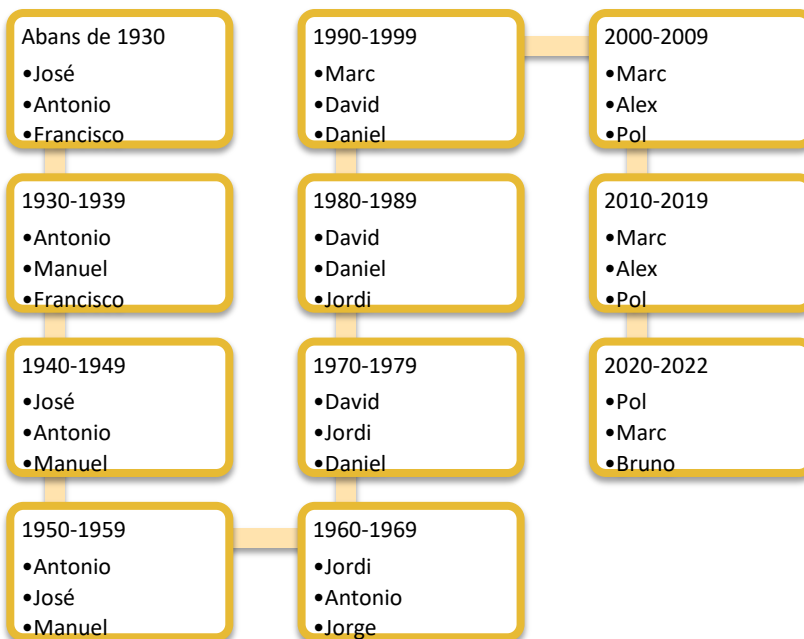 Abans de 1930
•José
•Antonio
•Francisco
1930-1939
•Antonio
•Manuel
•Francisco
1940-1949
•José
•Antonio
•Manuel
1950-1959
•Antonio
•José
•Manuel
1960-1969
•Jordi
•Antonio
•Jorge
1970-1979
•David
•Jordi
•Daniel
1980-1989
•David
•Daniel
•Jordi
1990-1999
•Marc
•David
•Daniel
2000-2009
•Marc
•Alex
•Pol
2010-2019
•Marc
•Alex
•Pol
2020-2022
•Pol
•Marc
•Bruno